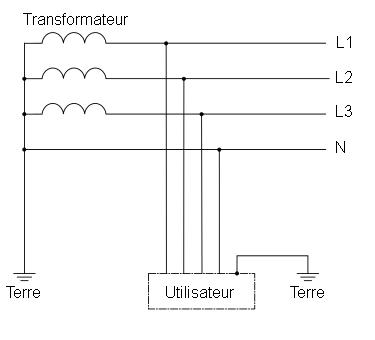 Transformateur
L1
L2
L3
N
Terre
Utilisateur
Terre